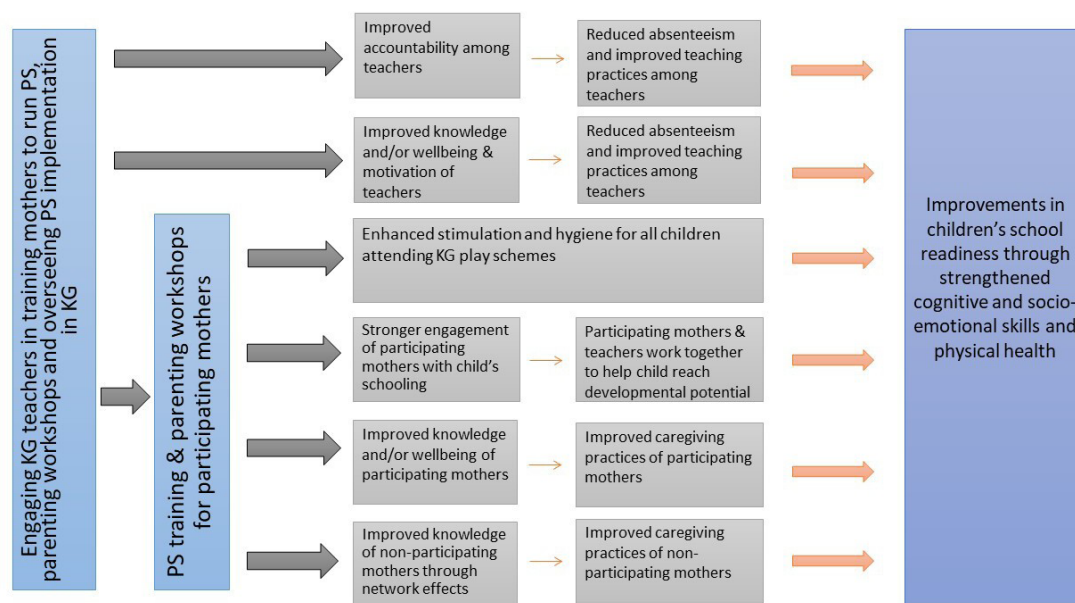 Engaging KG teachers in training mothers to run PS,
parenting workshops and overseeing PS implementation
in KG
PS training & parenting workshops
for participating mothers
Improved
accountability among
teachers
Reduced absenteeism
and improved teaching
practices among
teachers
Improved knowledge
and/or wellbeing &
motivation of
teachers
Reduced absenteeism
and improved teaching
practices among
teachers
Enhanced stimulation and hygiene for all children
attending KG play schemes
Stronger engagement
of participating
mothers with child's
schooling
Participating mothers &
teachers work together
to help child reach
developmental potential
Improved knowledge
and/or wellbeing of
participating mothers
Improved caregiving
practices of participating
mothers
Improved knowledge
of non-participating
mothers through
network effects
Improved caregiving
practices of non-
participating mothers
Improvements in
children's school
readiness through
strengthened
cognitive and socio-
emotional skills and
physical health